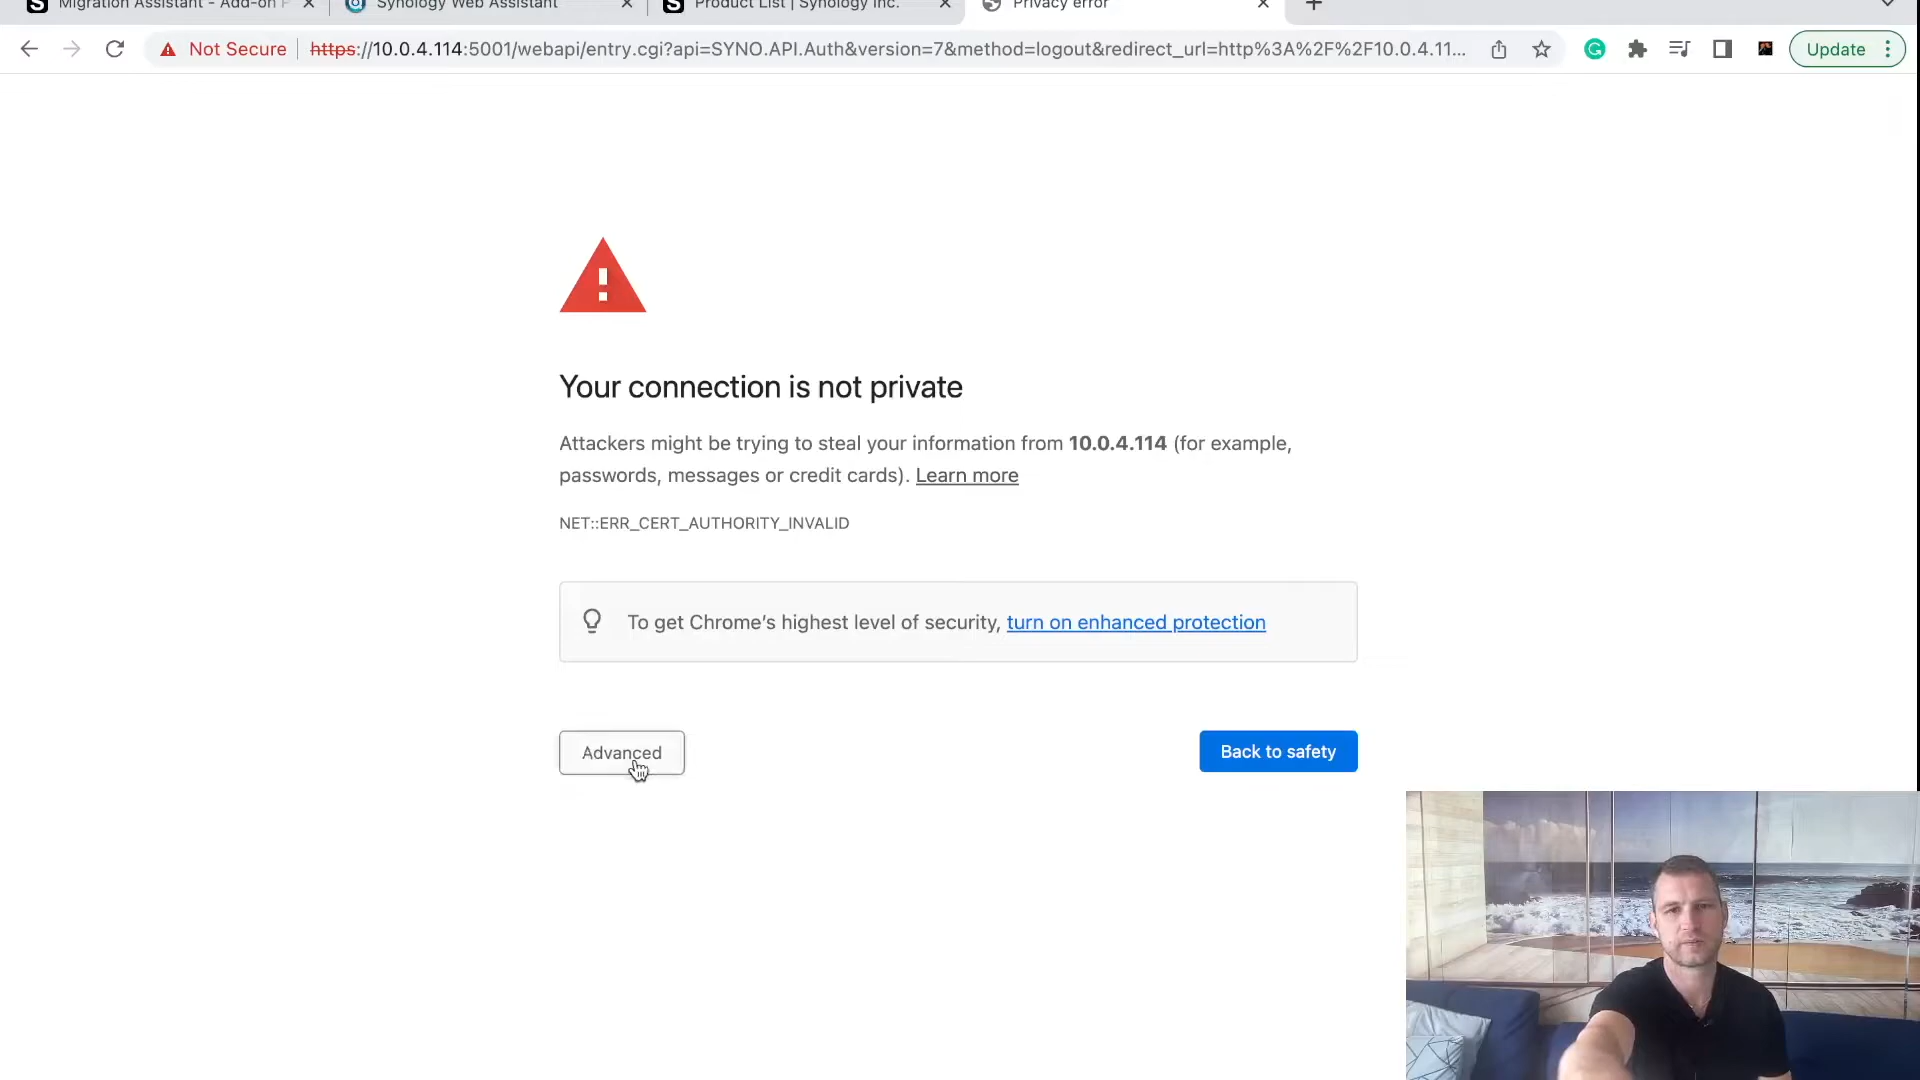 Migration Assistant - Add-on P
Synology Web Assistant
Product List | Synology Inc.
Privacy error
Not Secure
https://10.0.4.114:5001/webapi/entry.cgi?api=SYNO.API.Auth&version=7&method=logout&redirect_url=http%3A%2F%2F10.0.4.11...
Update
Your connection is not private
Attackers might be trying to steal your information from 10.0.4.114 (for example,
passwords, messages or credit cards). Learn more
NET::ERR_CERT_AUTHORITY_INVALID
To get Chrome's highest level of security, turn on enhanced protection
Advanced
Back to safety